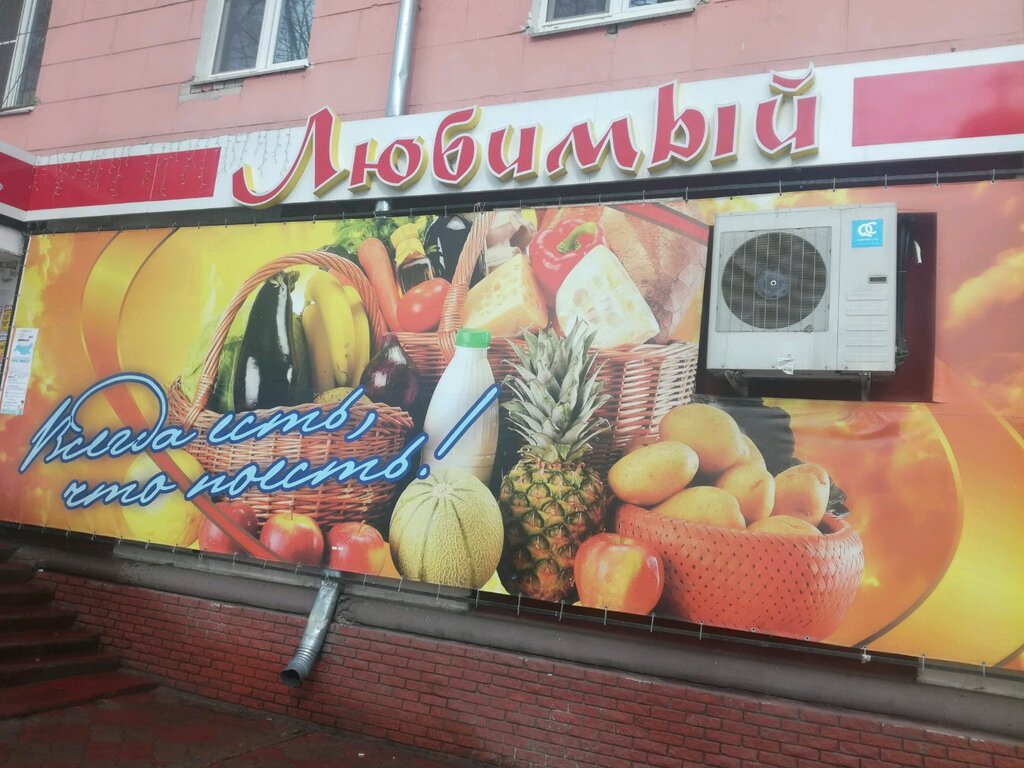 Любимый
Всегда есть,
что поесть!